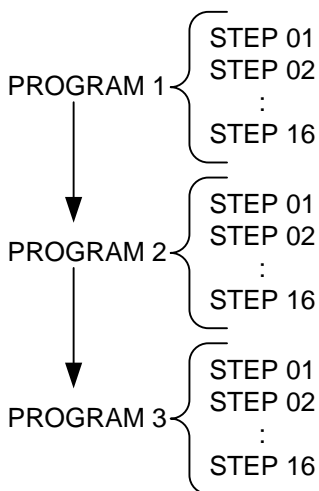 STEP 01
STEP 02
:
PROGRAM 1
STEP 16
STEP 01
STEP 02
:
PROGRAM 2
STEP 16
STEP 01
STEP 02
:
PROGRAM 3
STEP 16